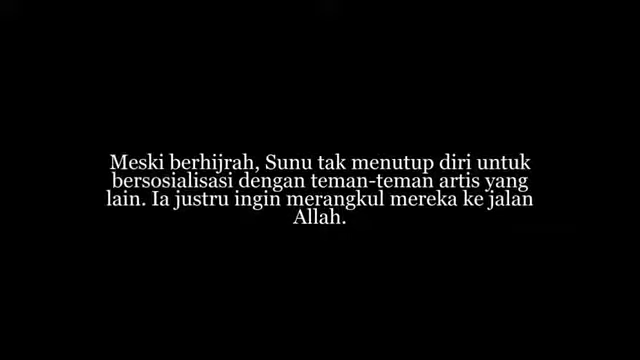 Meski berhijrah, Sunu tak menutup diri untuk
bersosialisasi dengan teman-teman artis yang
lain. Ia justru ingin merangkul mereka ke jalan
Allah.